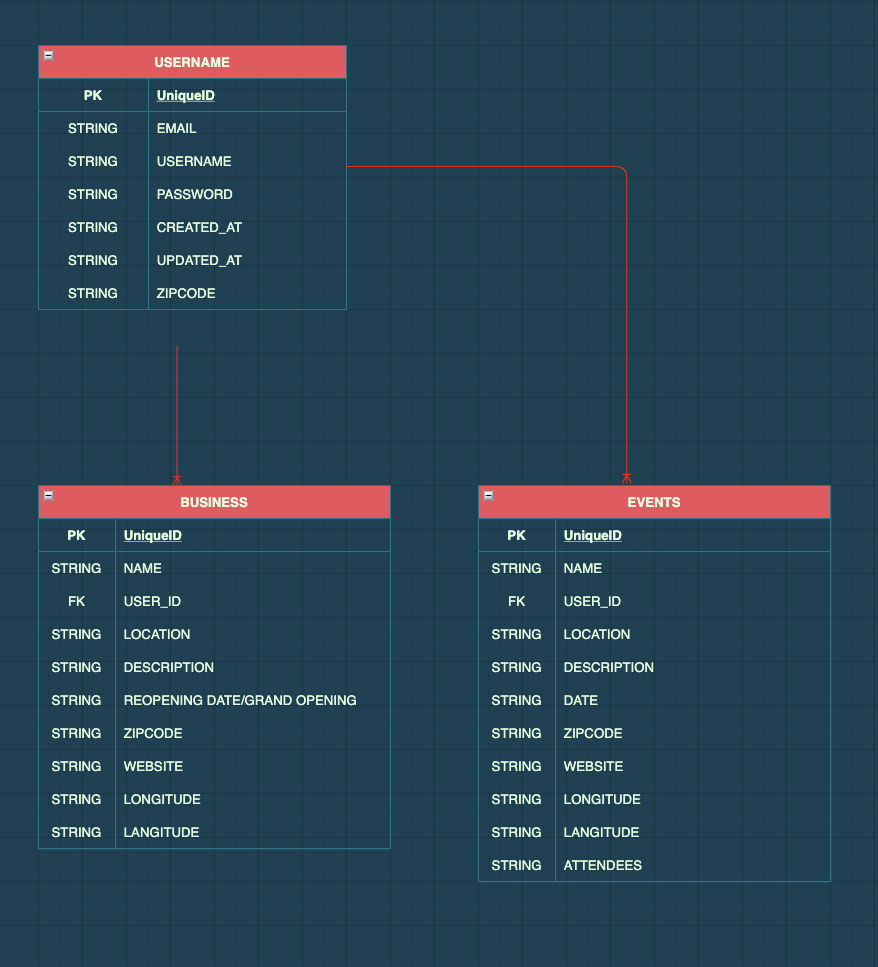 USERNAME
PK UniqueID
STRING EMAIL
STRING USERNAME
STRING PASSWORD
STRING CREATED_AT
STRING UPDATED_AT
STRING ZIPCODE
BUSINESS
PK UniqueID
STRING NAME
FK USER_ID
STRING LOCATION
STRING DESCRIPTION
STRING REOPENING DATE/GRAND OPENING
STRING ZIPCODE
STRING WEBSITE
STRING LONGITUDE
STRING LANGITUDE
EVENTS
PK UniqueID
STRING NAME
FK USER_ID
STRING LOCATION
STRING DESCRIPTION
STRING DATE
STRING ZIPCODE
STRING WEBSITE
STRING LONGITUDE
STRING LANGITUDE
STRING ATTENDEES